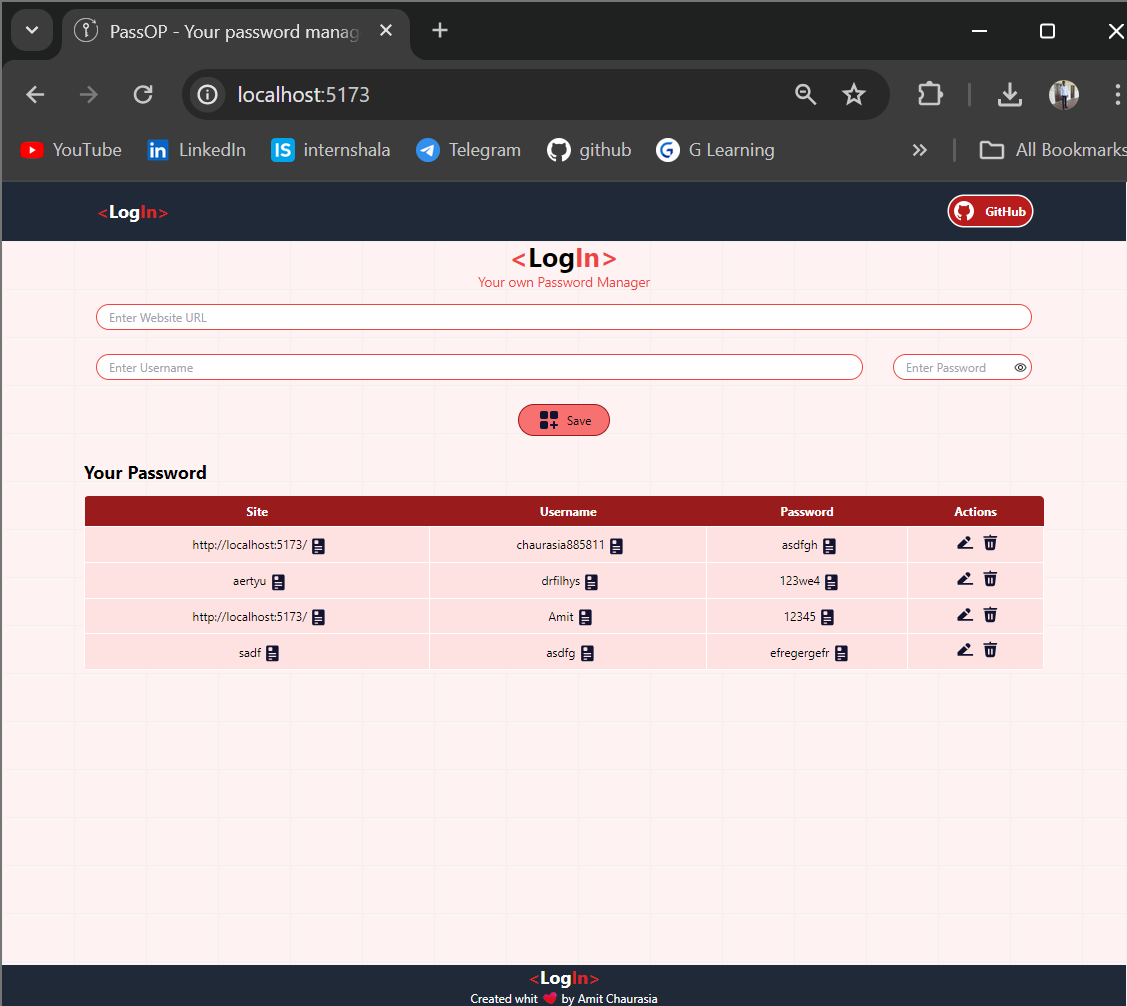 PassOP - Your password manag
localhost:5173
YouTube LinkedIn internshala Telegram github G Learning All Bookmarks
<LogIn> GitHub
<LogIn>
Your own Password Manager
Enter Website URL
Enter Username Enter Password
Save
Your Password
Site Username Password Actions
http://localhost:5173/ chaurasia885811 asdfgh
aertyu drfilhys 123we4
http://localhost:5173/ Amit 12345
sadf asdfg efregergefr
<LogIn>
Created whit by Amit Chaurasia